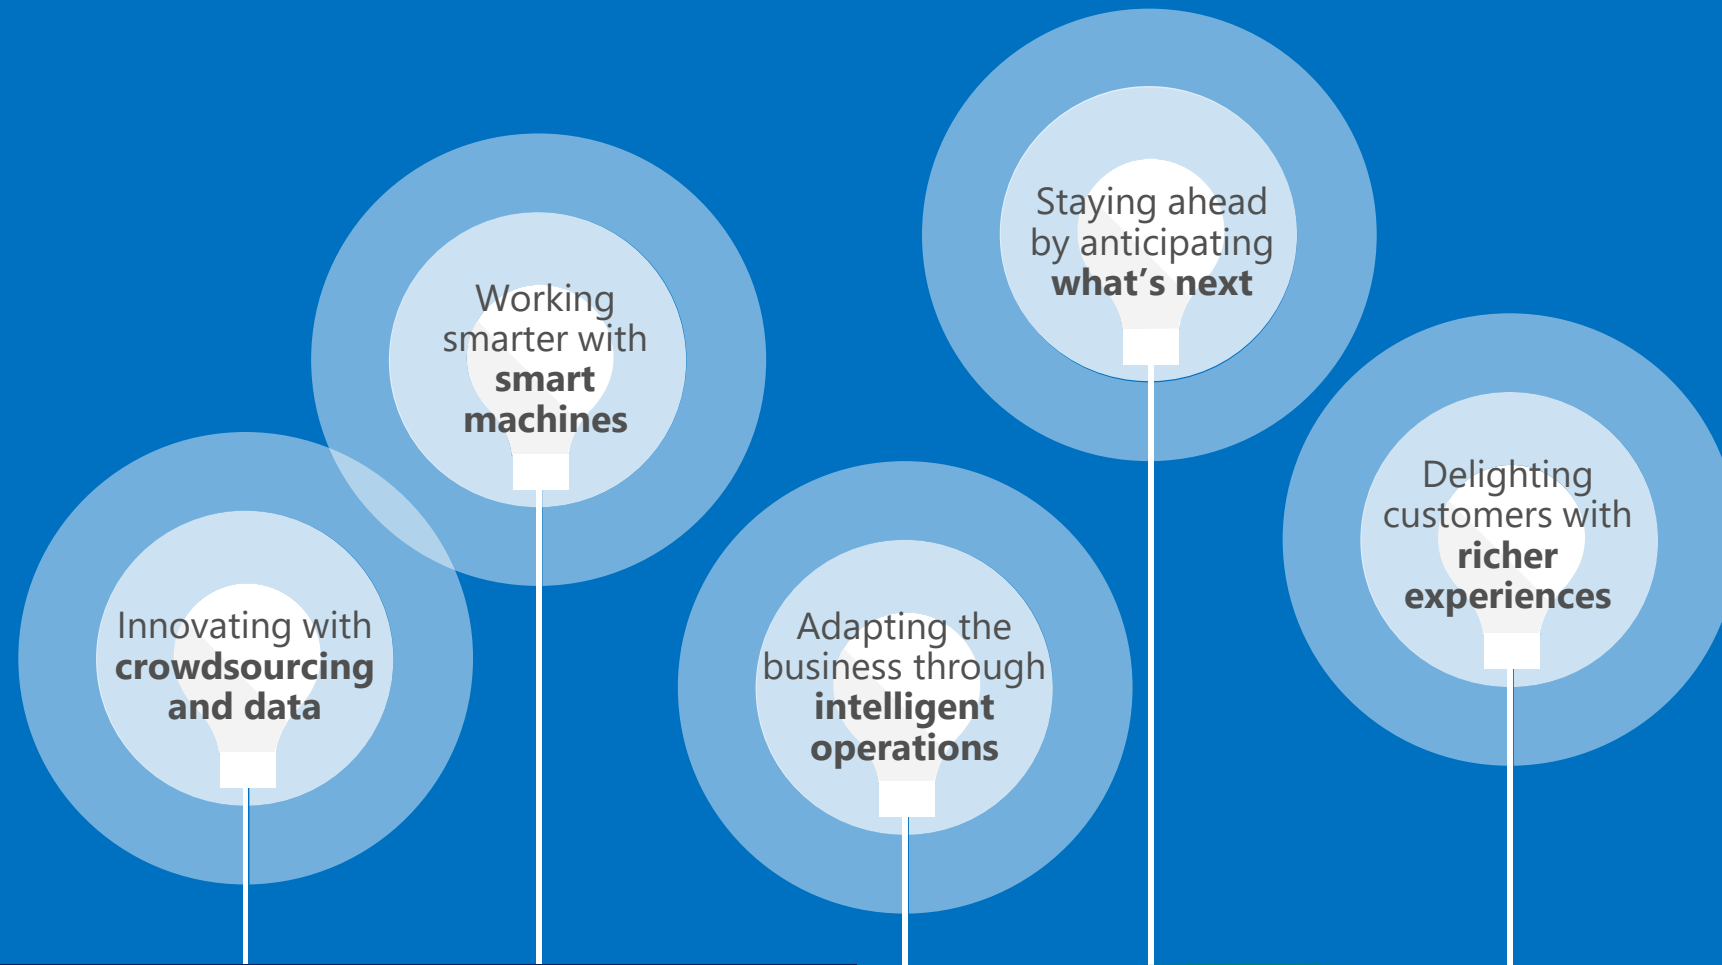 Innovating with
crowdsourcing
and data
Working
smarter with
smart
machines
Adapting the
business through
intelligent
operations
Staying ahead
by anticipating
what's next
Delighting
customers with
richer
experiences